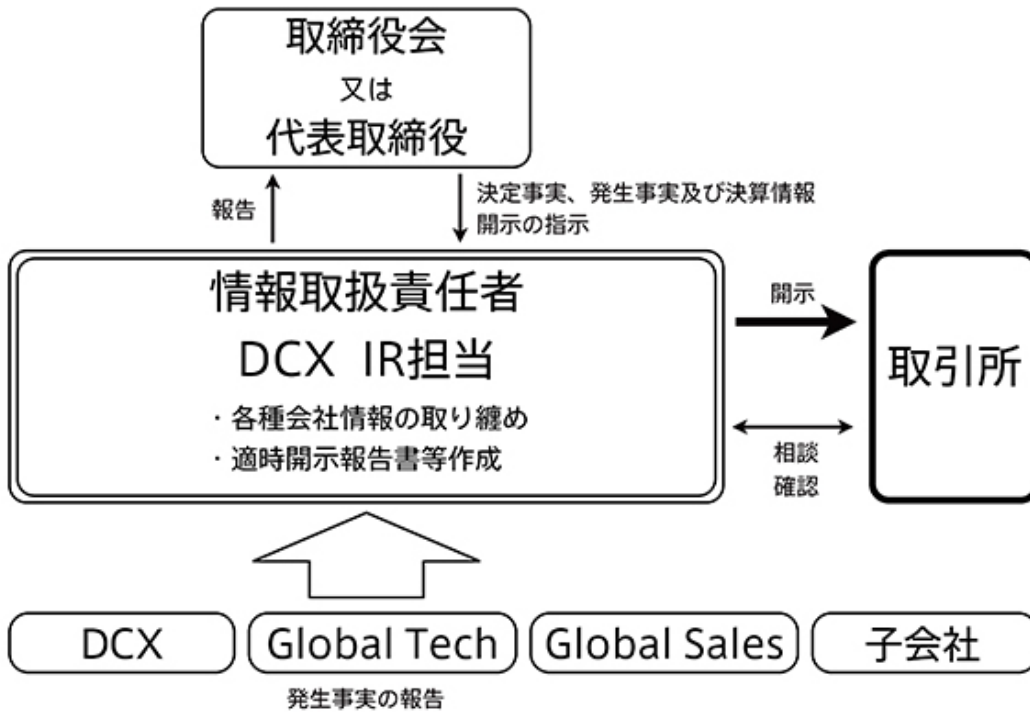 取締役会
又は
代表取締役
報告
決定事実、発生事実及び決算情報
開示の指示
情報取扱責任者
DCX IR担当
・各種会社情報の取り纏め
・適時開示報告書等作成
開示
取引所
相談
確認
DCX
Global Tech
Global Sales
子会社
発生事実の報告